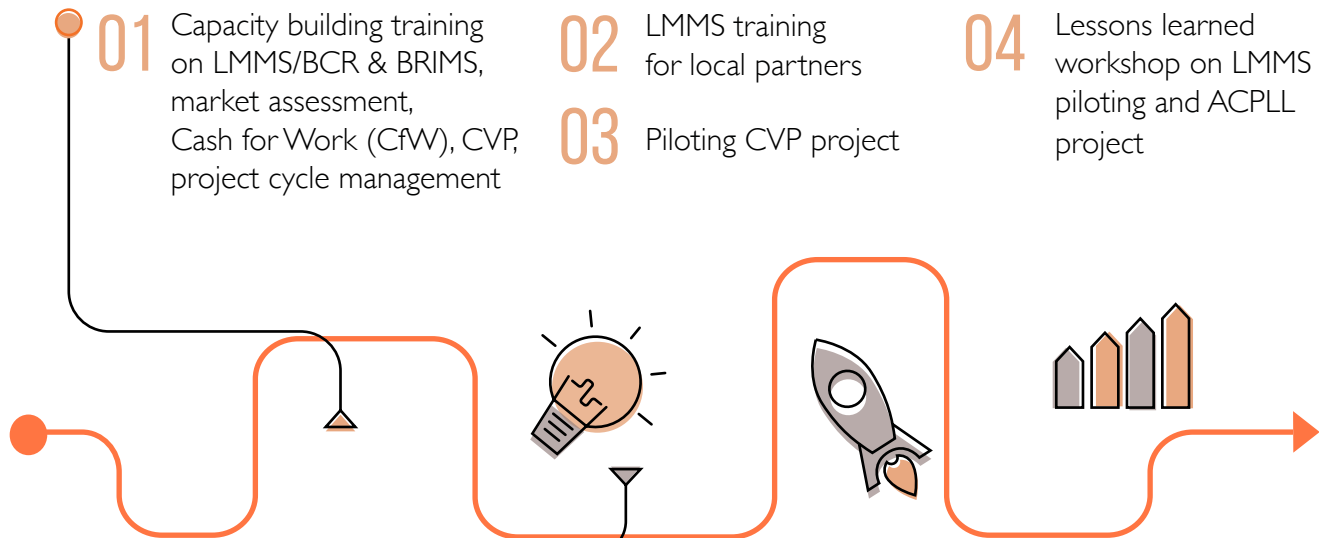 01
Capacity building training
on LMMS/BCR & BRIMS,
market assessment,
Cash for Work (CfW), CVP,
project cycle management
02
LMMS training
for local partners
03
Piloting CVP project
04
Lessons learned
workshop on LMMS
piloting and ACPLL
project